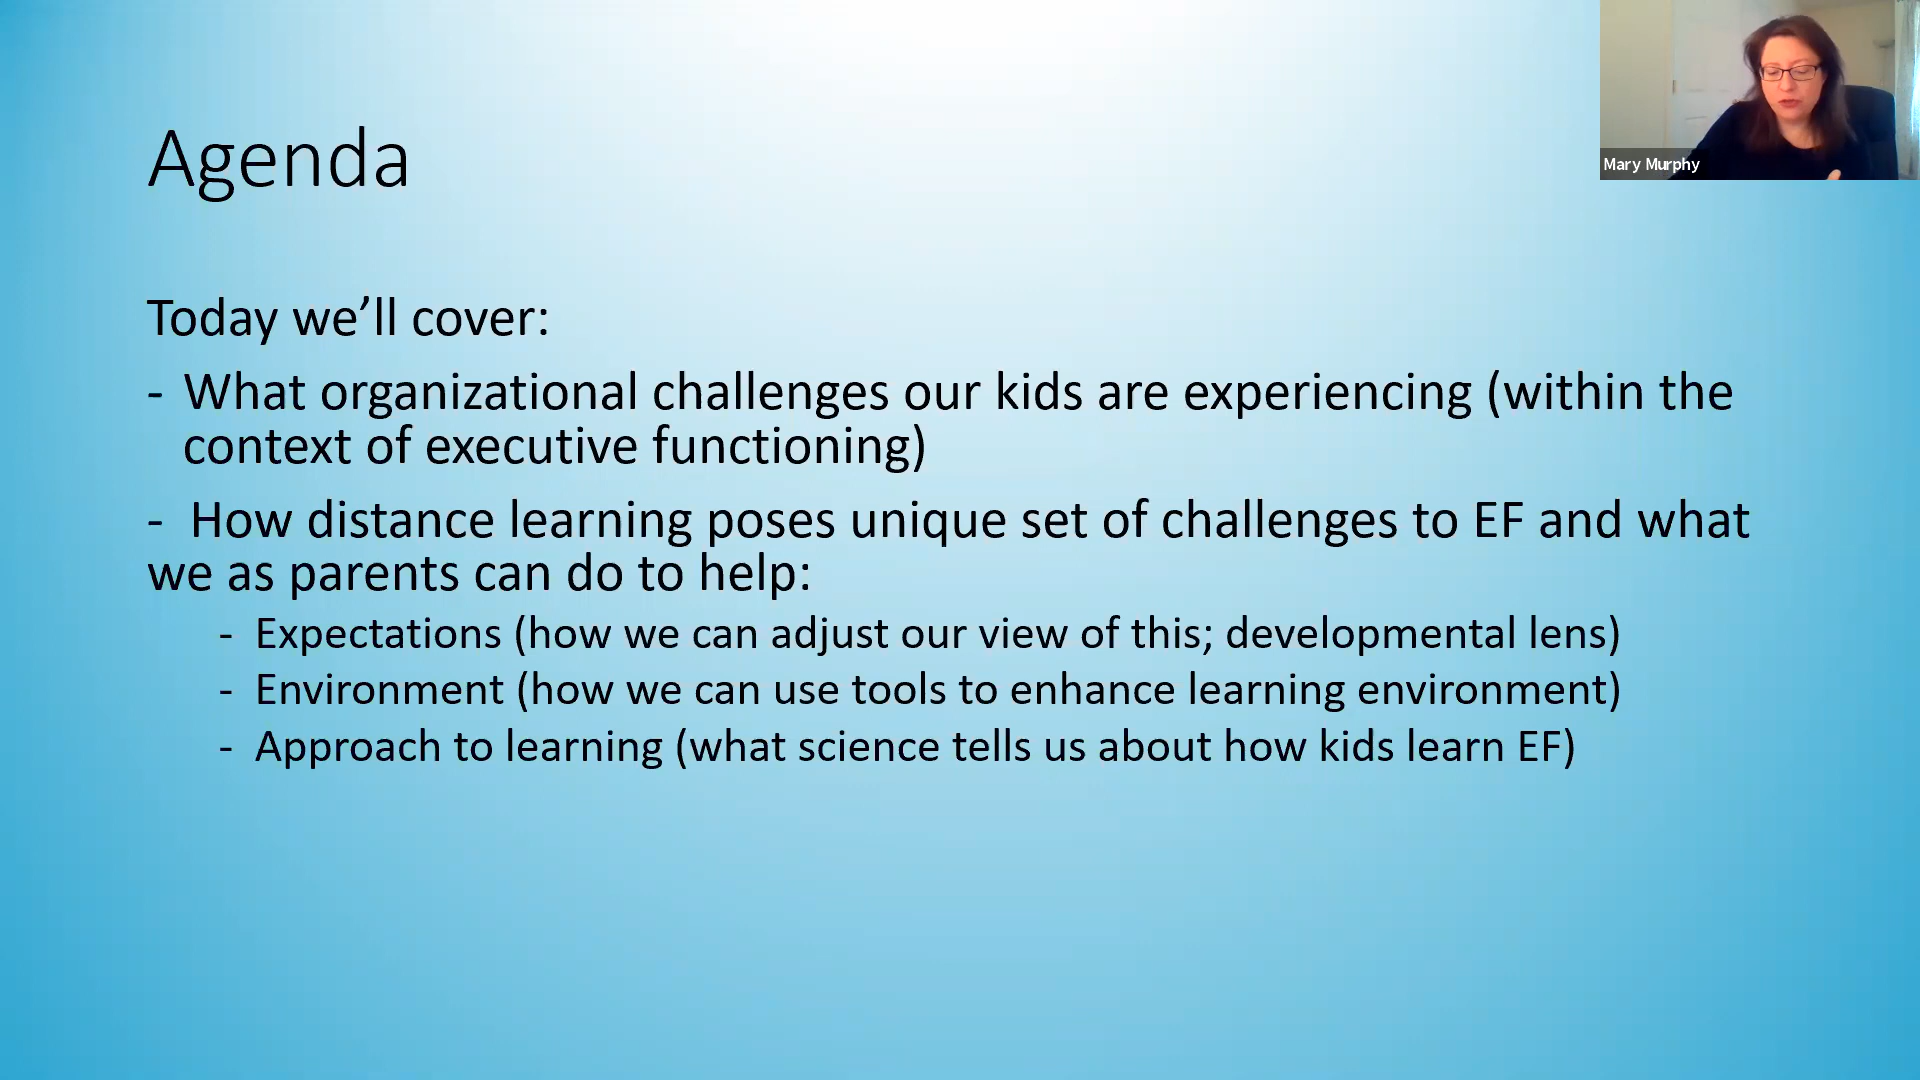 Agenda
Mary Murphy
Today we’ll cover:
- What organizational challenges our kids are experiencing (within the
context of executive functioning)
- How distance learning poses unique set of challenges to EF and what
we as parents can do to help:
- Expectations (how we can adjust our view of this; developmental lens)
- Environment (how we can use tools to enhance learning environment)
- Approach to learning (what science tells us about how kids learn EF)